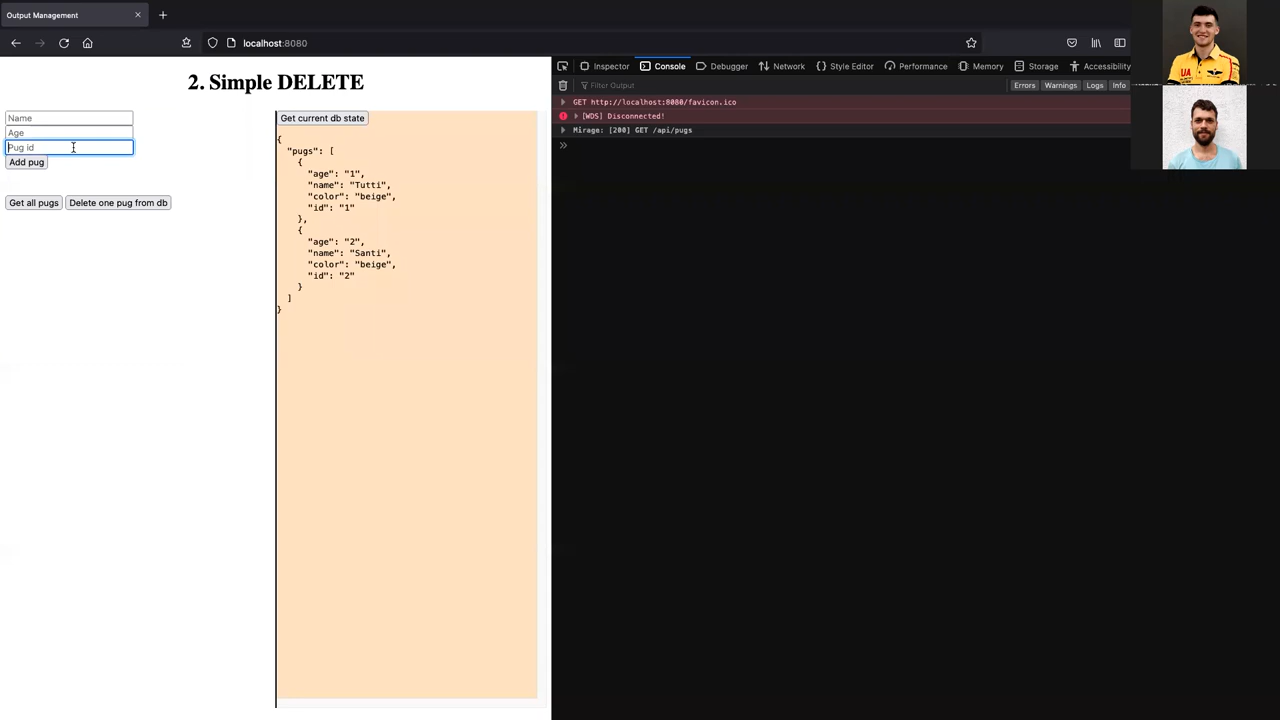 Output Management
localhost:8080
2. Simple DELETE
Name
Age
Pug id
Add pug
Get all pugs
Delete one pug from db
Get current db state
{
"pugs": [
{
"age": "1",
"name": "Tutti",
"color": "beige",
"id": "1"
},
{
"age": "2",
"name": "Santi",
"color": "beige",
"id": "2"
}
]
}
Inspector
Console
Debugger
Network
Style Editor
Performance
Memory
Storage
Accessibility
Filter Output
Errors
Warnings
Logs
Info
GET http://localhost:8080/favicon.ico
[WDS] Disconnected!
Mirage: [200] GET /api/pugs
UA